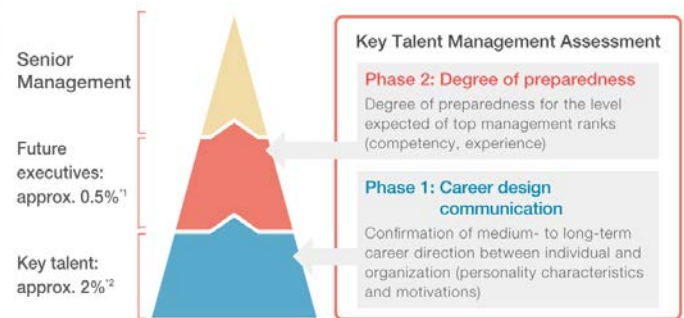 Senior
Management
Future
executives:
approx. 0.5%*1
Key talent:
approx. 2%*2
Key Talent Management Assessment
Phase 2: Degree of preparedness
Degree of preparedness for the level
expected of top management ranks
(competency, experience)
Phase 1: Career design
communication
Confirmation of medium- to long-term
career direction between individual and
organization (personality characteristics
and motivations)